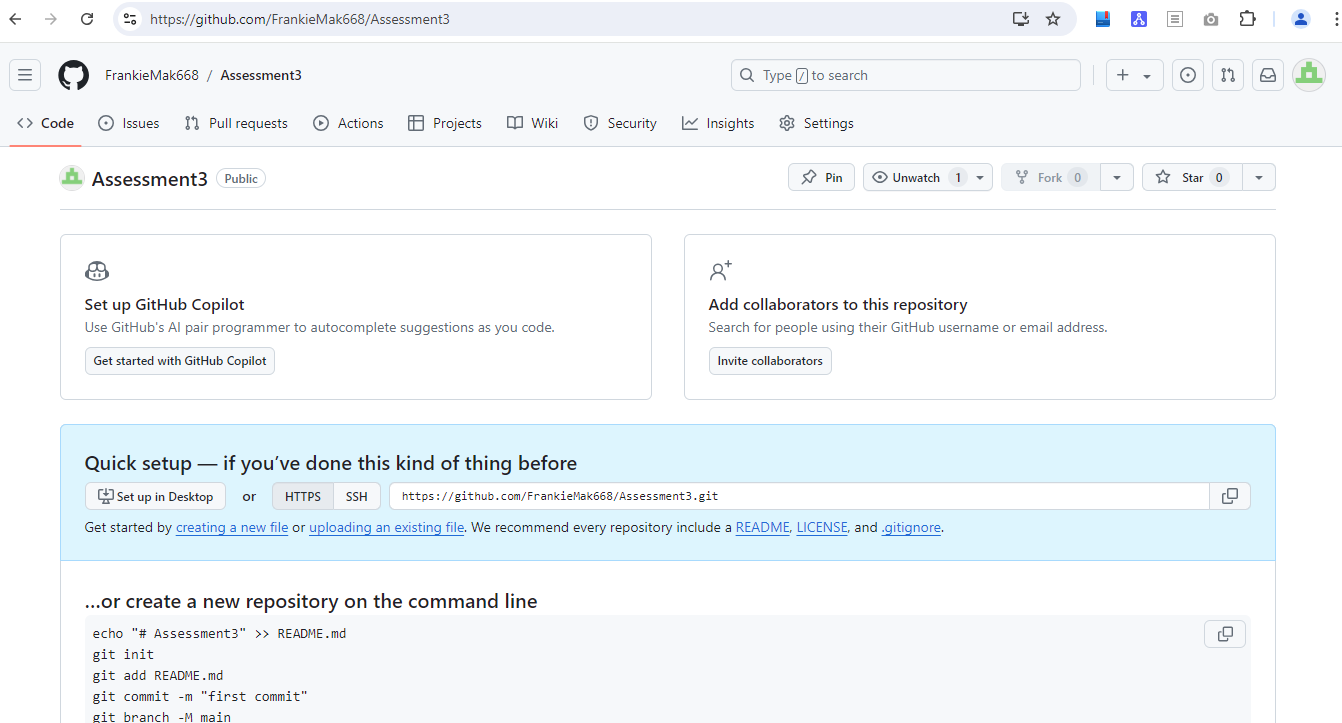 https://github.com/FrankieMak668/Assessment3
FrankieMak668 / Assessment3
Type / to search
Code Issues Pull requests Actions Projects Wiki Security Insights Settings
Assessment3 Public
Pin Unwatch 1 Fork 0 Star 0
Set up GitHub Copilot
Use GitHub's AI pair programmer to autocomplete suggestions as you code.
Get started with GitHub Copilot
Add collaborators to this repository
Search for people using their GitHub username or email address.
Invite collaborators
Quick setup — if you’ve done this kind of thing before
Set up in Desktop or HTTPS SSH https://github.com/FrankieMak668/Assessment3.git
Get started by creating a new file or uploading an existing file. We recommend every repository include a README, LICENSE, and .gitignore.
…or create a new repository on the command line
echo "# Assessment3" >> README.md
git init
git add README.md
git commit -m "first commit"
git branch -M main